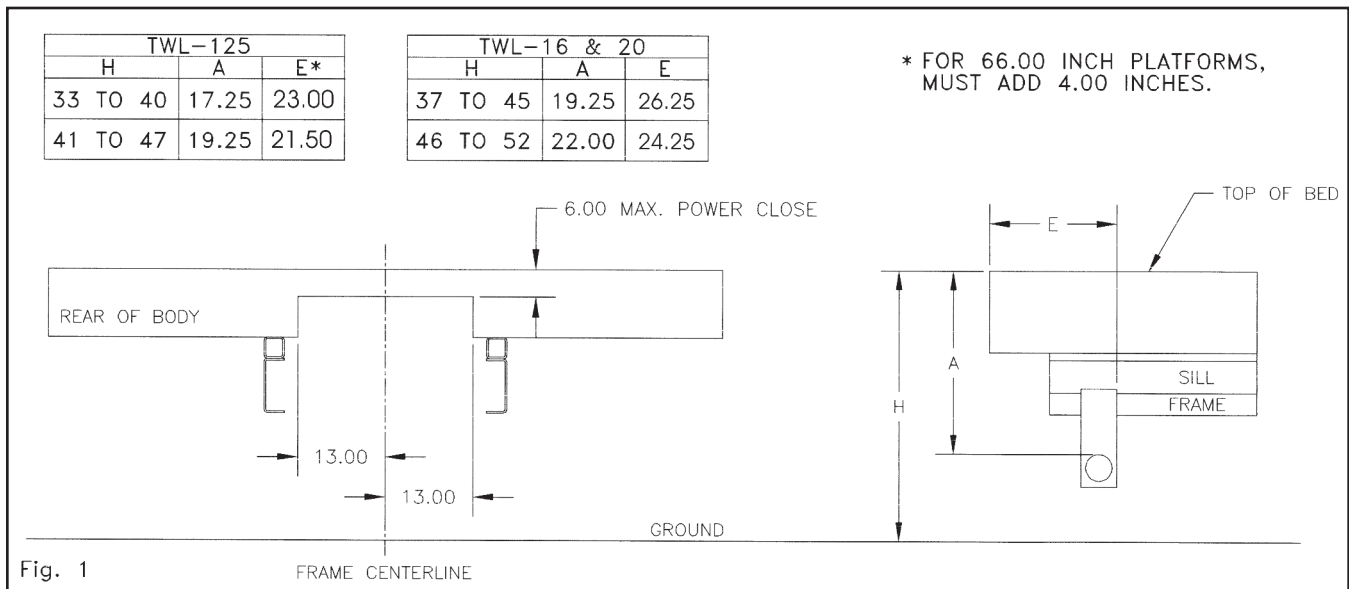 TWL-125
H A E*
33 TO 40 17.25 23.00
41 TO 47 19.25 21.50
TWL-16 & 20
H A E
37 TO 45 19.25 26.25
46 TO 52 22.00 24.25
* FOR 66.00 INCH PLATFORMS,
MUST ADD 4.00 INCHES.
6.00 MAX. POWER CLOSE
REAR OF BODY
13.00
13.00
TOP OF BED
E
A
H
SILL
FRAME
GROUND
Fig. 1
FRAME CENTERLINE